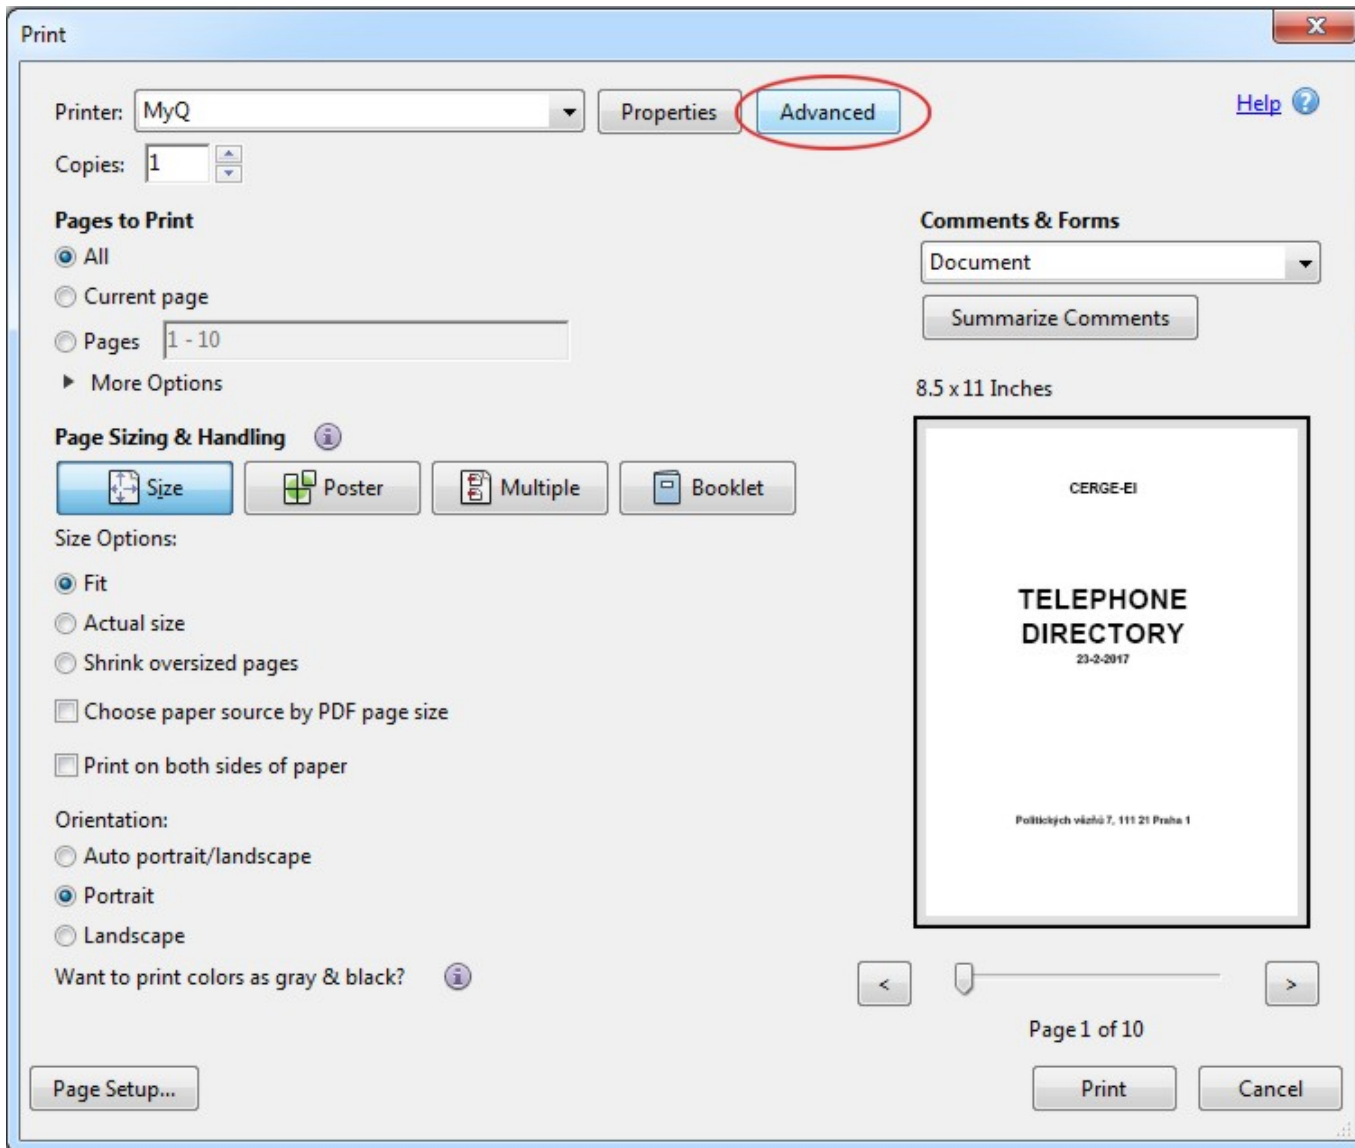 Print
Printer: MyQ Properties Advanced Help
Copies: 1
Pages to Print
All
Current page
Pages 1 - 10
More Options
Comments & Forms
Document
Summarize Comments
8.5 x 11 Inches
Page Sizing & Handling
Size Poster Multiple Booklet
Size Options:
Fit
Actual size
Shrink oversized pages
Choose paper source by PDF page size
Print on both sides of paper
Orientation:
Auto portrait/landscape
Portrait
Landscape
Want to print colors as gray & black?
CERGE-EI
TELEPHONE
DIRECTORY
23-2-2017
Politických vězňů 7, 111 21 Praha 1
< >
Page 1 of 10
Page Setup... Print Cancel